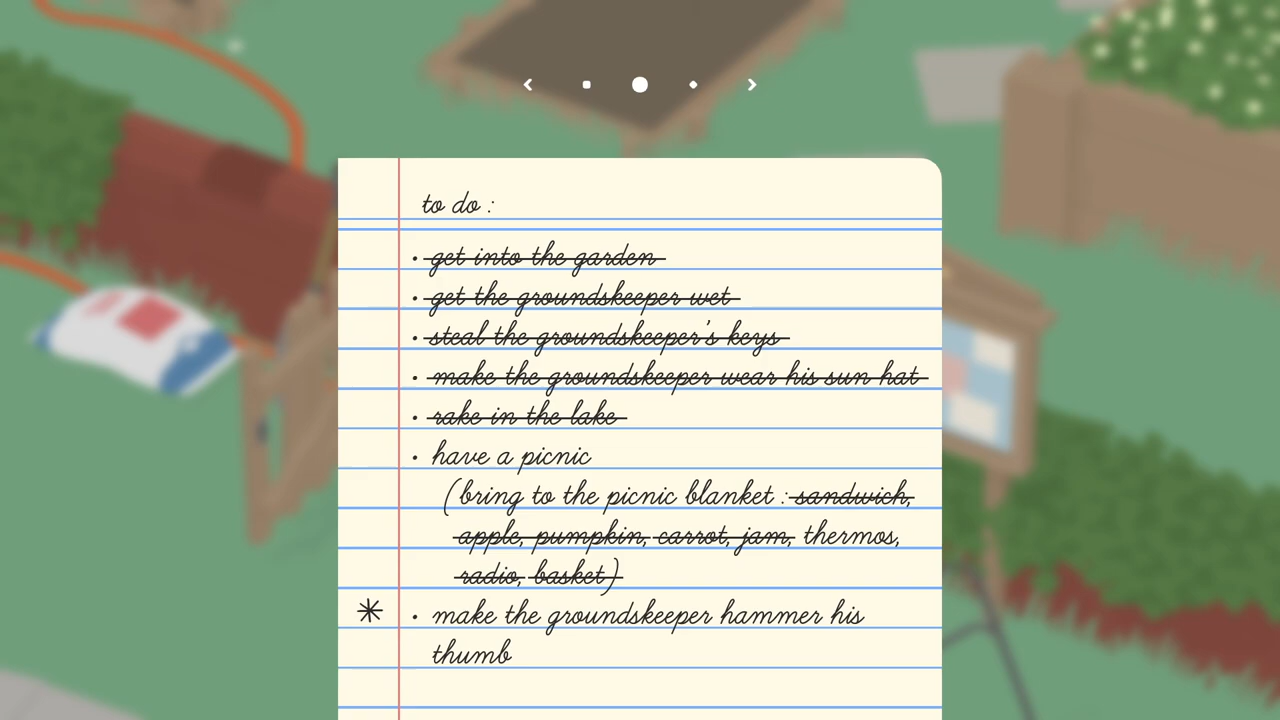 to do :
• get into the garden
• get the groundskeeper wet
• steal the groundskeeper's keys
• make the groundskeeper wear his sun hat
• rake in the lake
• have a picnic
(bring to the picnic blanket : sandwich,
apple, pumpkin, carrot, jam, thermos,
radio, basket)
• make the groundskeeper hammer his
thumb